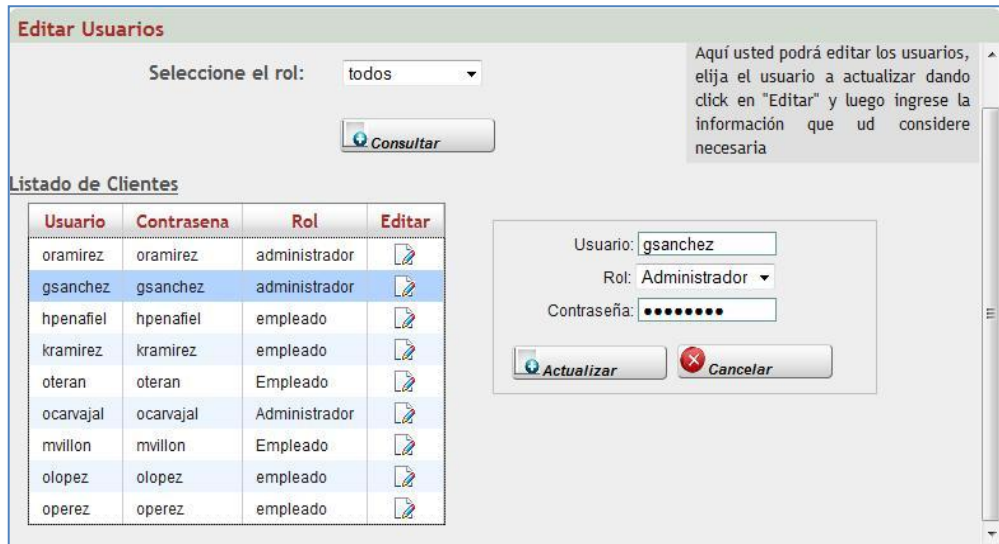 Editar Usuarios
Seleccione el rol: todos
Consultar
Aquí usted podrá editar los usuarios,
elija el usuario a actualizar dando
click en "Editar" y luego ingrese la
información que ud considere
necesaria
Listado de Clientes
Usuario Contrasena Rol Editar
oramirez oramirez administrador
gsanchez gsanchez administrador
hpenafiel hpenafiel empleado
kramirez kramirez empleado
oteran oteran Empleado
ocarvajal ocarvajal Administrador
mvillon mvillon Empleado
olopez olopez empleado
operez operez empleado
Usuario: gsanchez
Rol: Administrador
Contraseña: ●●●●●●●●
Actualizar Cancelar